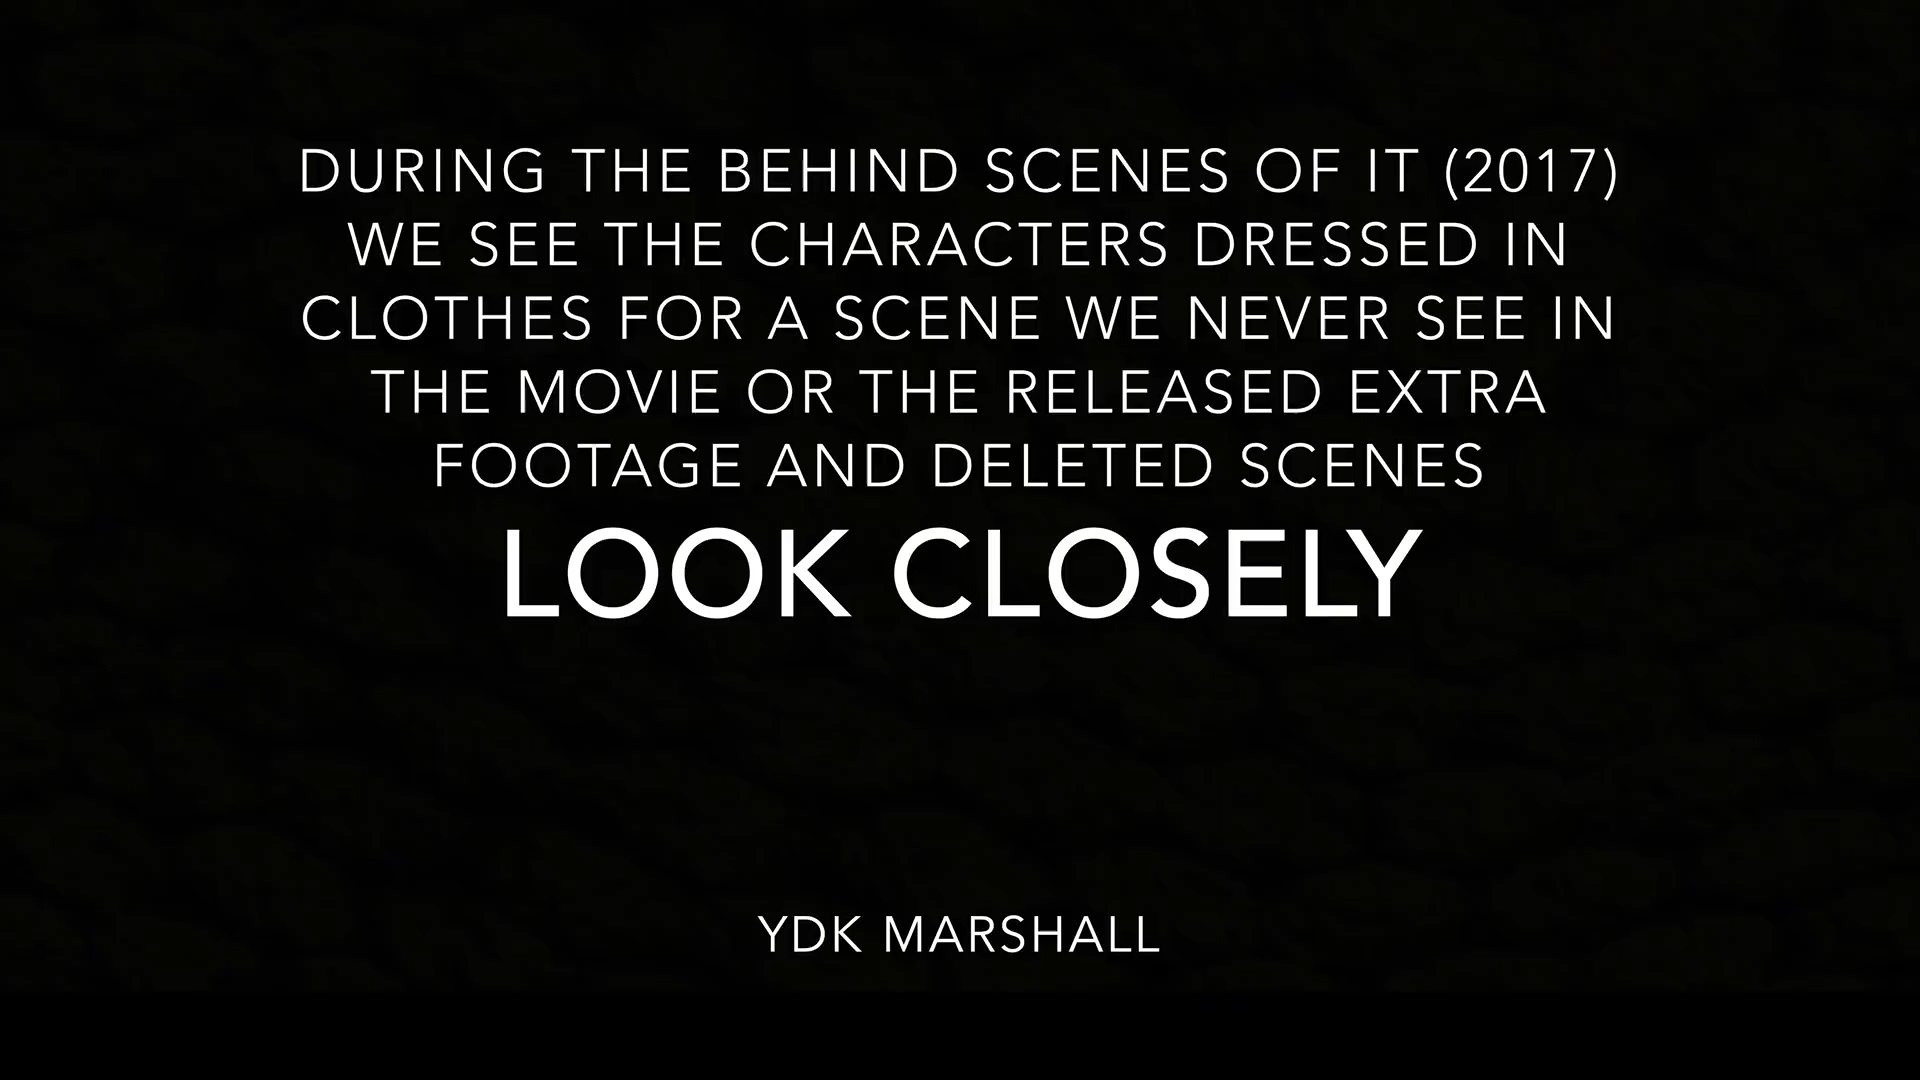 DURING THE BEHIND SCENES OF IT (2017)
WE SEE THE CHARACTERS DRESSED IN
CLOTHES FOR A SCENE WE NEVER SEE IN
THE MOVIE OR THE RELEASED EXTRA
FOOTAGE AND DELETED SCENES
LOOK CLOSELY
YDK MARSHALL